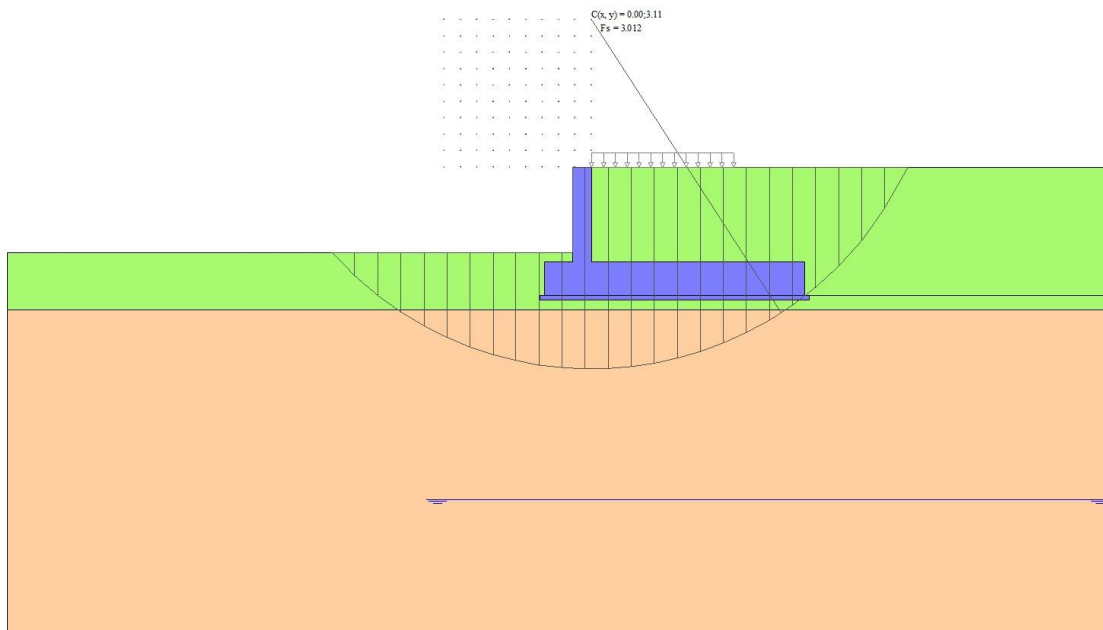 C(x, y) = 0.00;3.11
Fs = 3.012